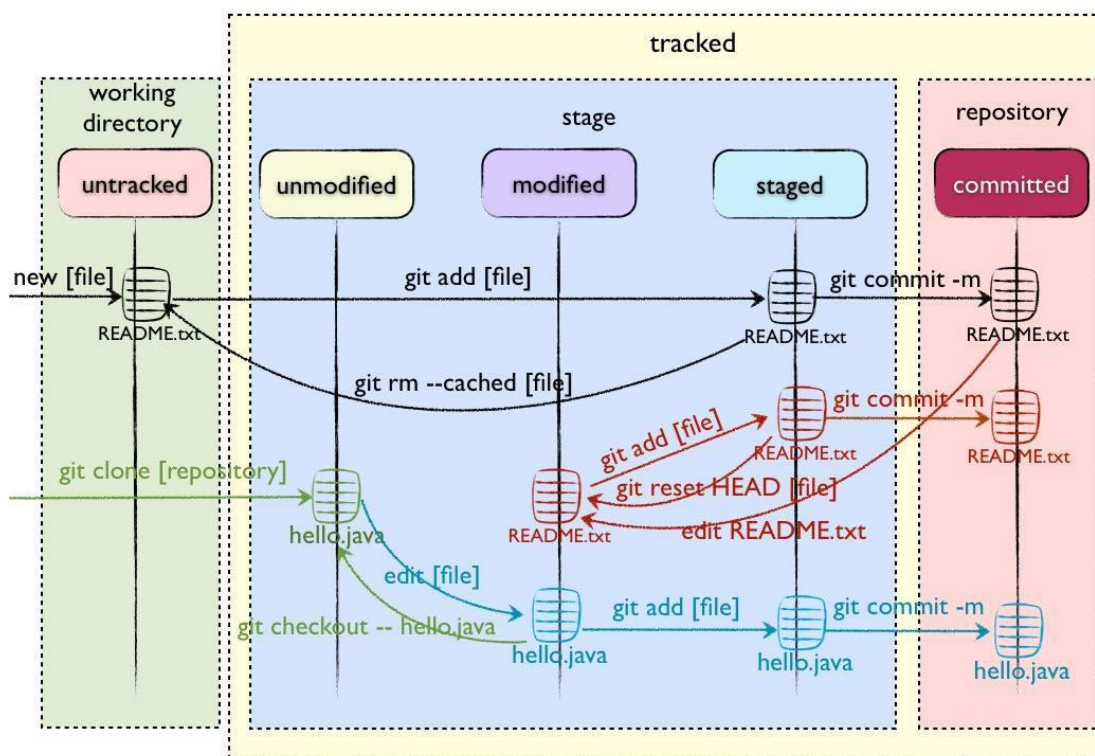 tracked
working
directory
stage
repository
untracked
unmodified
modified
staged
committed
new [file]
git add [file]
git commit -m
README.txt
README.txt
README.txt
git rm --cached [file]
git add [file]
git commit -m
README.txt
README.txt
git clone [repository]
git reset HEAD [file]
hello.java
README.txt
edit README.txt
edit [file]
git add [file]
git commit -m
git checkout -- hello.java
hello.java
hello.java
hello.java